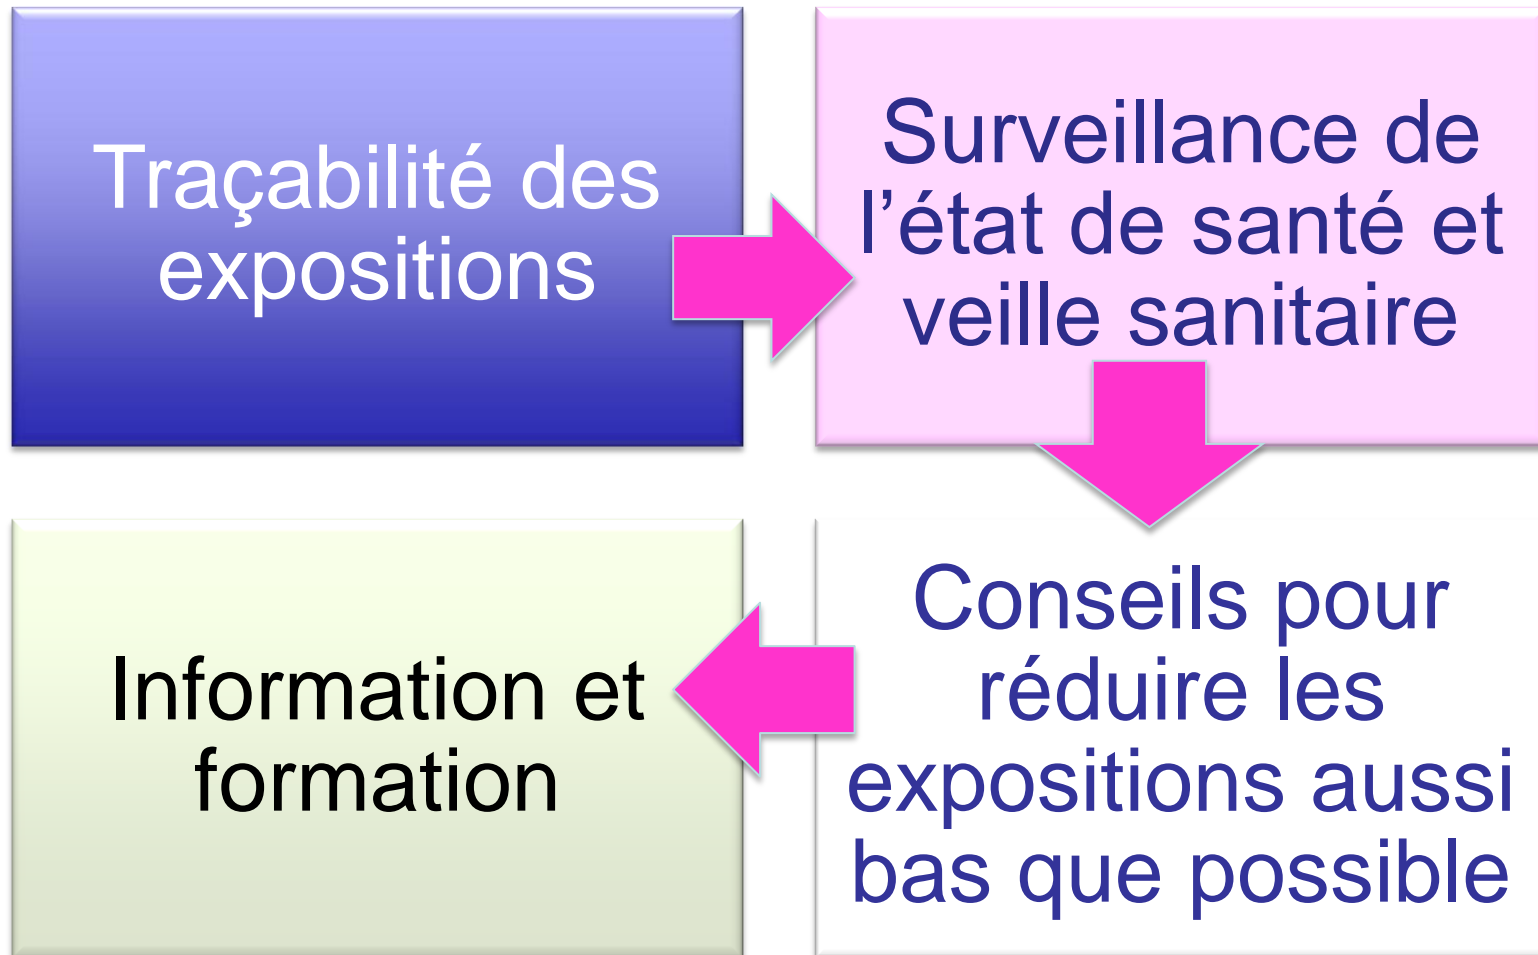 Traçabilité des
expositions
Surveillance de
l’état de santé et
veille sanitaire
Conseils pour
réduire les
expositions aussi
bas que possible
Information et
formation